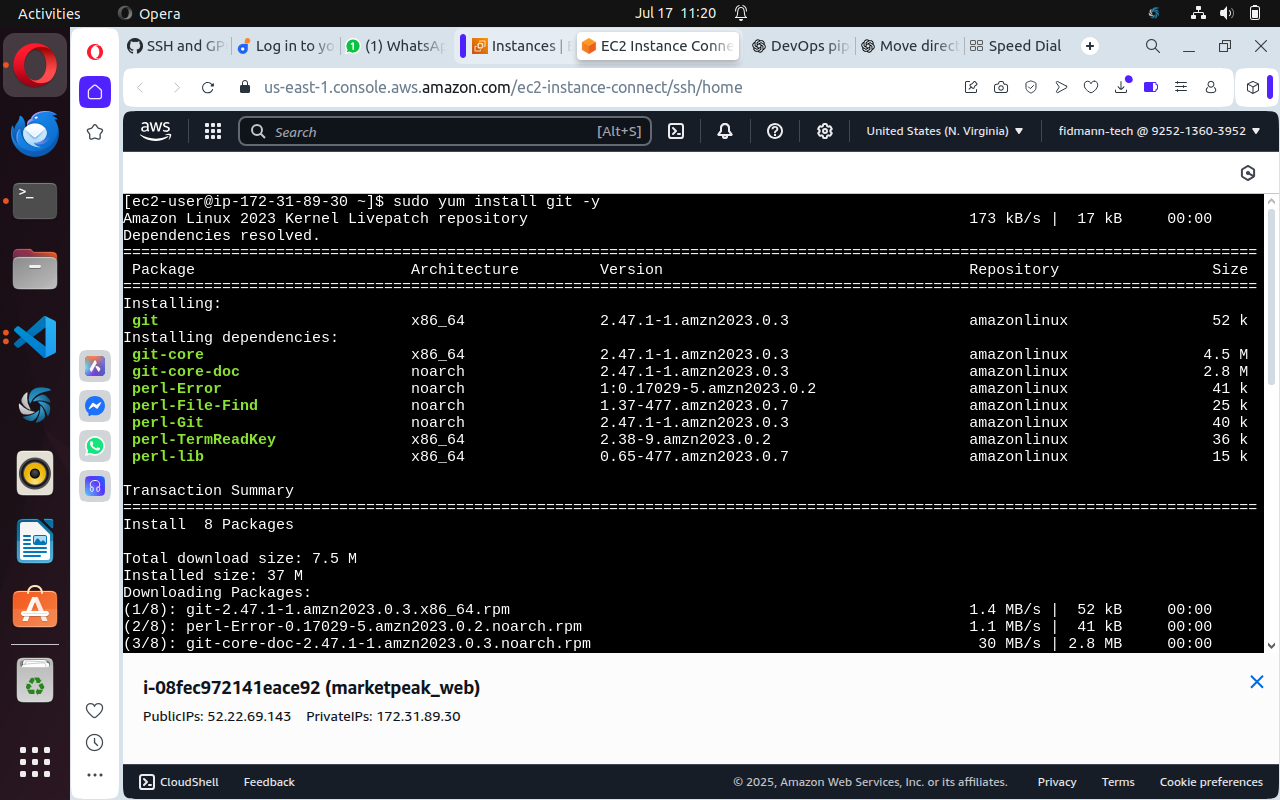 Activities
Opera
Jul 17 11:20
SSH and GP
Log in to yo
(1) WhatsAp
Instances | E
EC2 Instance Conne
DevOps pip
Move direct
Speed Dial
us-east-1.console.aws.amazon.com/ec2-instance-connect/ssh/home
aws
Search
[Alt+S]
United States (N. Virginia) ▼
fidmann-tech @ 9252-1360-3952 ▼
[ec2-user@ip-172-31-89-30 ~]$ sudo yum install git -y
Amazon Linux 2023 Kernel Livepatch repository 173 kB/s | 17 kB 00:00
Dependencies resolved.
==============================================================================================================================
Package Architecture Version Repository Size
==============================================================================================================================
Installing:
git x86_64 2.47.1-1.amzn2023.0.3 amazonlinux 52 k
Installing dependencies:
git-core x86_64 2.47.1-1.amzn2023.0.3 amazonlinux 4.5 M
git-core-doc noarch 2.47.1-1.amzn2023.0.3 amazonlinux 2.8 M
perl-Error noarch 1:0.17029-5.amzn2023.0.2 amazonlinux 41 k
perl-File-Find noarch 1.37-477.amzn2023.0.7 amazonlinux 25 k
perl-Git noarch 2.47.1-1.amzn2023.0.3 amazonlinux 40 k
perl-TermReadKey x86_64 2.38-9.amzn2023.0.2 amazonlinux 36 k
perl-lib x86_64 0.65-477.amzn2023.0.7 amazonlinux 15 k
Transaction Summary
==============================================================================================================================
Install 8 Packages
Total download size: 7.5 M
Installed size: 37 M
Downloading Packages:
(1/8): git-2.47.1-1.amzn2023.0.3.x86_64.rpm 1.4 MB/s | 52 kB 00:00
(2/8): perl-Error-0.17029-5.amzn2023.0.2.noarch.rpm 1.1 MB/s | 41 kB 00:00
(3/8): git-core-doc-2.47.1-1.amzn2023.0.3.noarch.rpm 30 MB/s | 2.8 MB 00:00
i-08fec972141eace92 (marketpeak_web)
PublicIPs: 52.22.69.143 PrivateIPs: 172.31.89.30
CloudShell
Feedback
© 2025, Amazon Web Services, Inc. or its affiliates.
Privacy
Terms
Cookie preferences